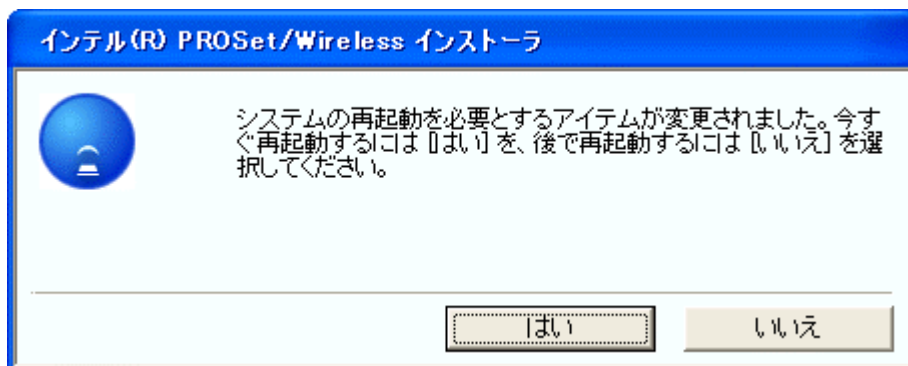 インテル(R) PROSet/Wireless インストーラ
システムの再起動を必要とするアイテムが変更されました。今す
ぐ再起動するには [はい] を、後で再起動するには [いいえ] を選
択してください。
はい
いいえ